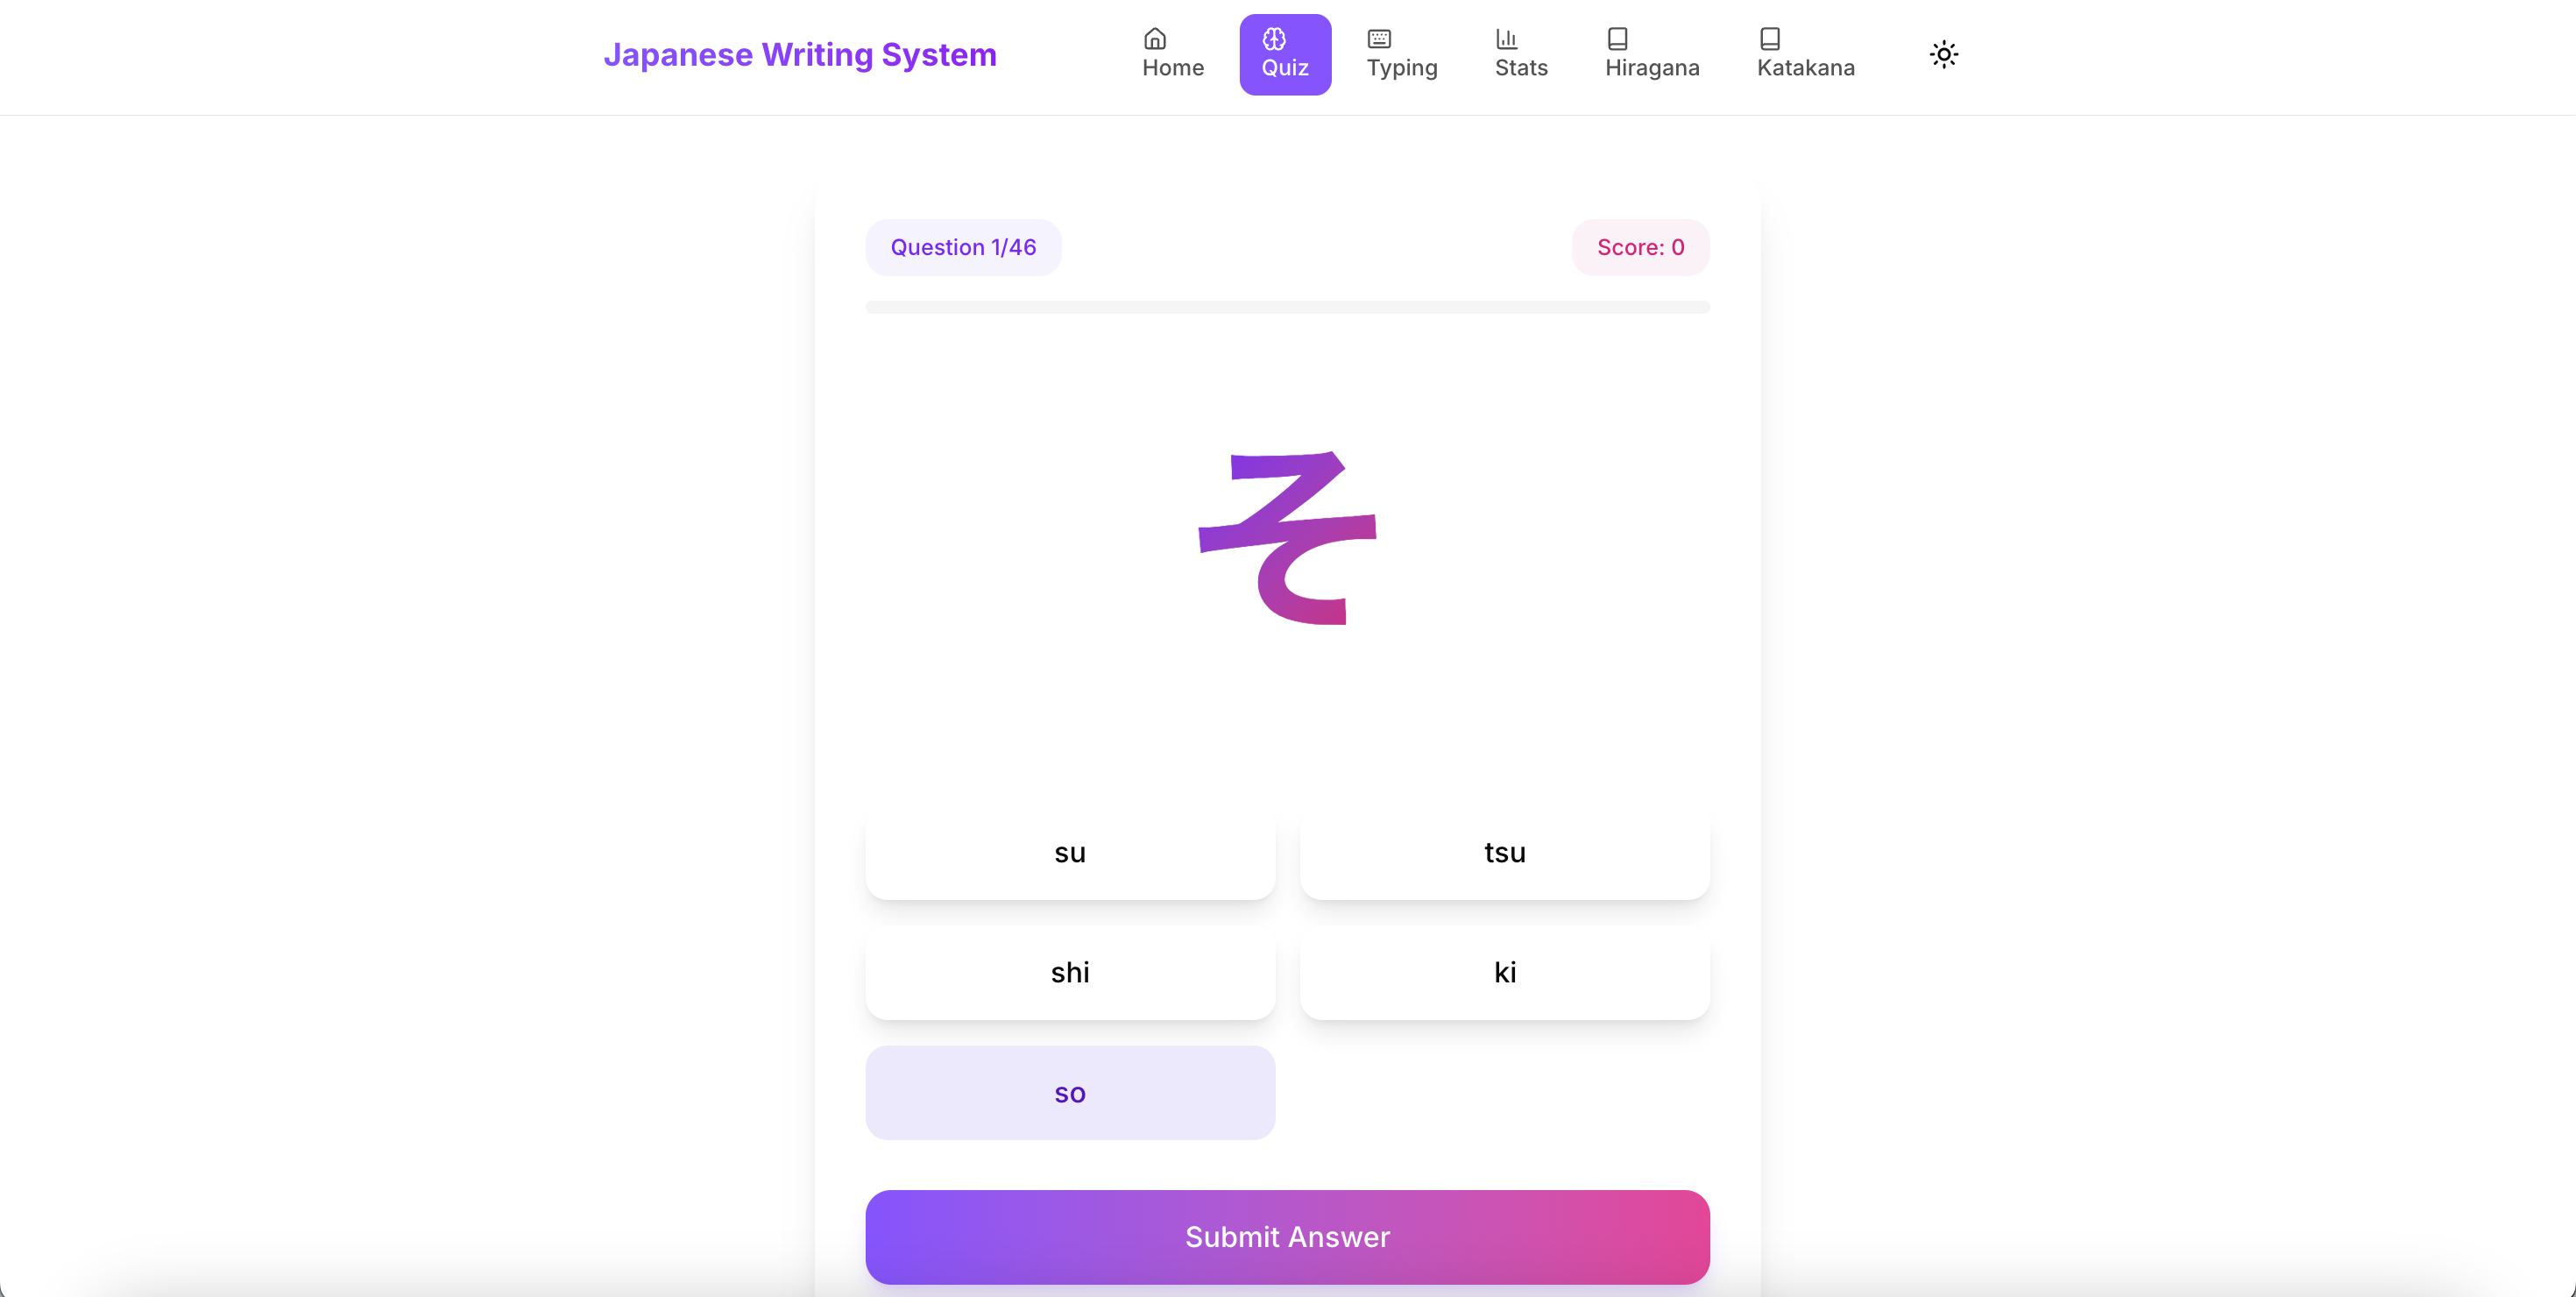 Japanese Writing System
Home
Quiz
Typing
Stats
Hiragana
Katakana
Question 1/46
Score: 0
そ
su
tsu
shi
ki
so
Submit Answer